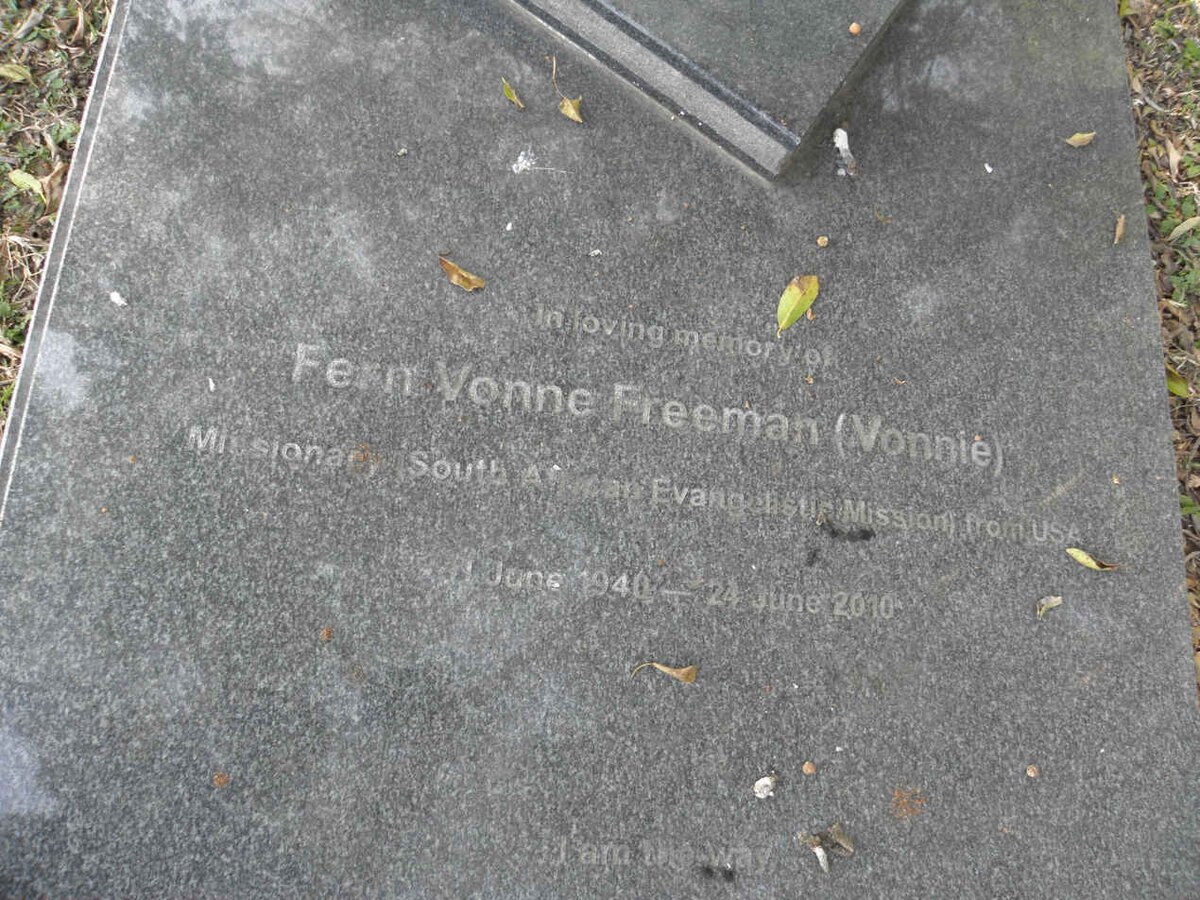 In loving memory of
Fern Vonne Freeman (Vonnie)
Missionary (South African Evangelistic Mission) from USA
1 June 1940 – 24 June 2010
"I am the way